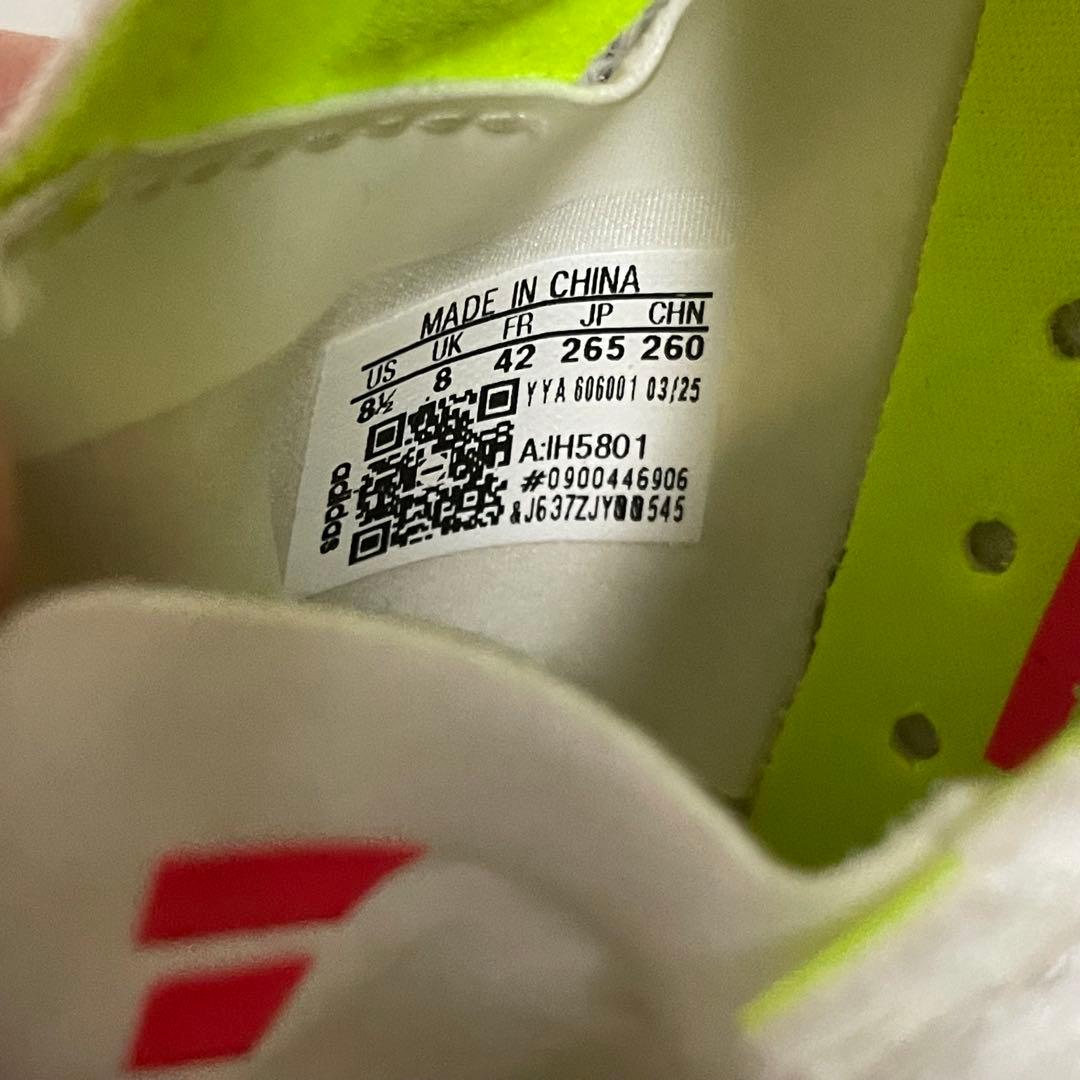 MADE IN CHINA
US UK FR JP CHN
8½ 8 42 265 260
YYA 606001 03/25
A:IH5801
#0900446906
&J637ZJY00545
adidas